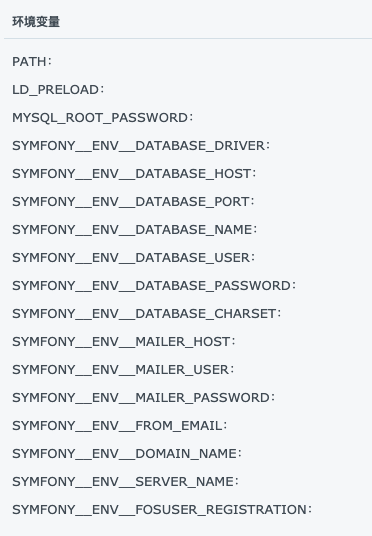 环境变量
PATH：
LD_PRELOAD：
MYSQL_ROOT_PASSWORD：
SYMFONY__ENV__DATABASE_DRIVER：
SYMFONY__ENV__DATABASE_HOST：
SYMFONY__ENV__DATABASE_PORT：
SYMFONY__ENV__DATABASE_NAME：
SYMFONY__ENV__DATABASE_USER：
SYMFONY__ENV__DATABASE_PASSWORD：
SYMFONY__ENV__DATABASE_CHARSET：
SYMFONY__ENV__MAILER_HOST：
SYMFONY__ENV__MAILER_USER：
SYMFONY__ENV__MAILER_PASSWORD：
SYMFONY__ENV__FROM_EMAIL：
SYMFONY__ENV__DOMAIN_NAME：
SYMFONY__ENV__SERVER_NAME：
SYMFONY__ENV__FOSUSER_REGISTRATION：